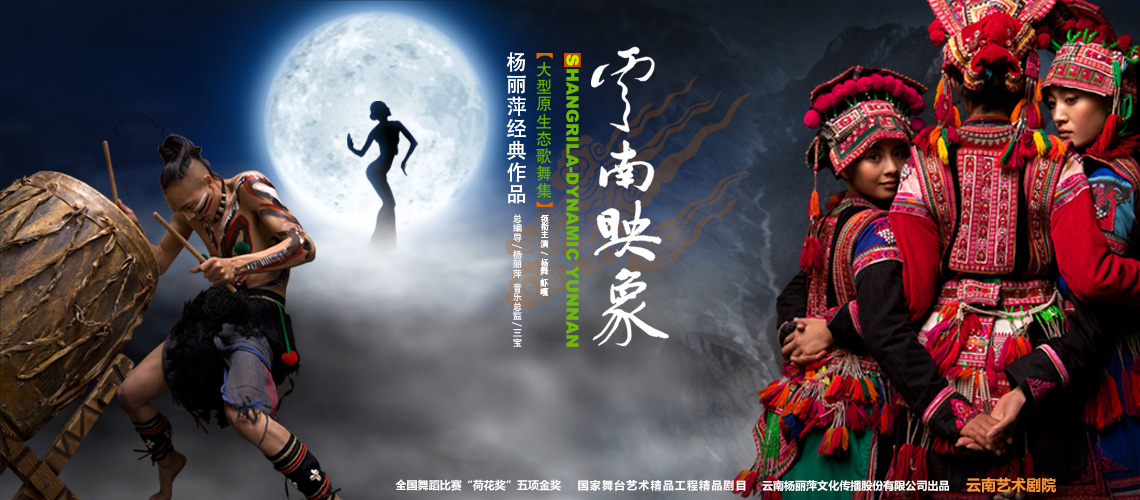 雲南映象
SHANGRILA-DYNAMIC YUNNAN
【大型原生态歌舞集】
领衔主演 / 杨舞 虾嘎
杨丽萍经典作品
总编导/杨丽萍 音乐总监/三宝
全国舞蹈比赛“荷花奖”五项金奖 国家舞台艺术精品工程精品剧目 云南杨丽萍文化传播股份有限公司出品 云南艺术剧院